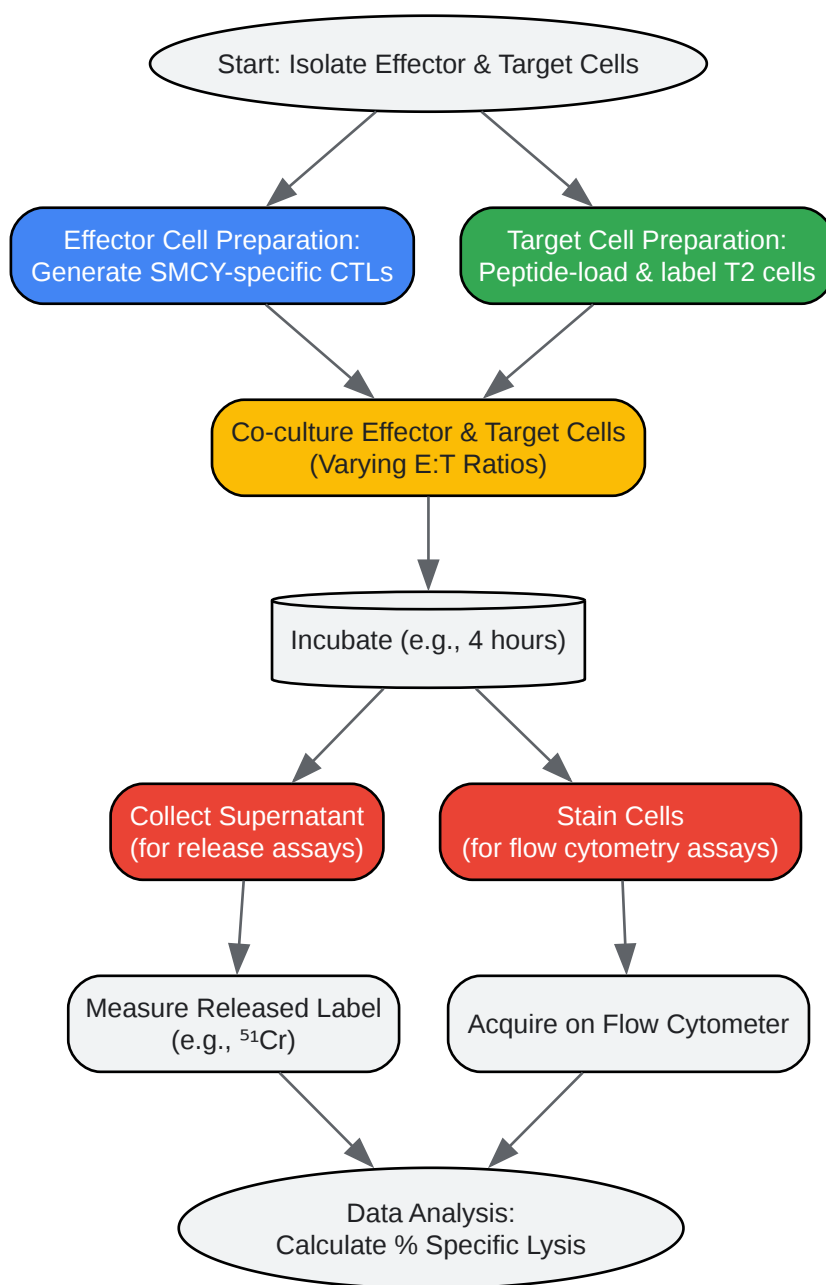 Start: Isolate Effector & Target Cells
Effector Cell Preparation:
Generate SMCY-specific CTLs
Target Cell Preparation:
Peptide-load & label T2 cells
Co-culture Effector & Target Cells
(Varying E:T Ratios)
Incubate (e.g., 4 hours)
Collect Supernatant
(for release assays)
Stain Cells
(for flow cytometry assays)
Measure Released Label
(e.g., ⁵¹Cr)
Acquire on Flow Cytometer
Data Analysis:
Calculate % Specific Lysis